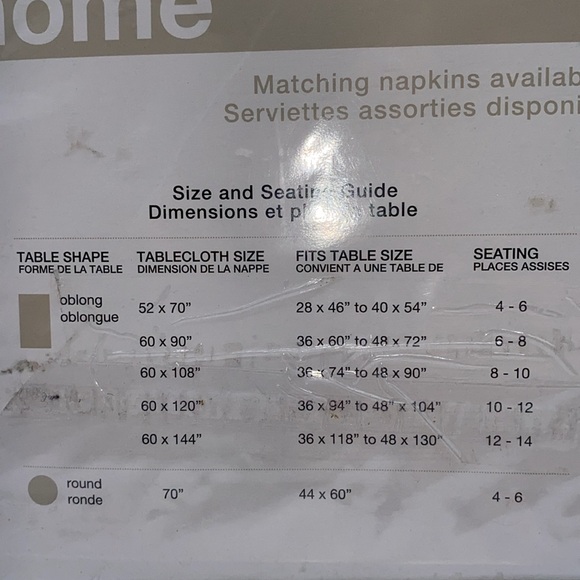 home
Matching napkins availab
Serviettes assorties disponi
Size and Seating Guide
Dimensions et pl table
TABLE SHAPE TABLECLOTH SIZE FITS TABLE SIZE SEATING
FORME DE LA TABLE DIMENSION DE LA NAPPE CONVIENT A UNE TABLE DE PLACES ASSISES
oblong
oblongue
52 x 70” 28 x 46” to 40 x 54” 4 - 6
60 x 90” 36 x 60” to 48 x 72” 6 - 8
60 x 108” 36 x 74” to 48 x 90” 8 - 10
60 x 120” 36 x 94” to 48” x 104” 10 - 12
60 x 144” 36 x 118” to 48 x 130” 12 - 14
round
ronde
70” 44 x 60” 4 - 6